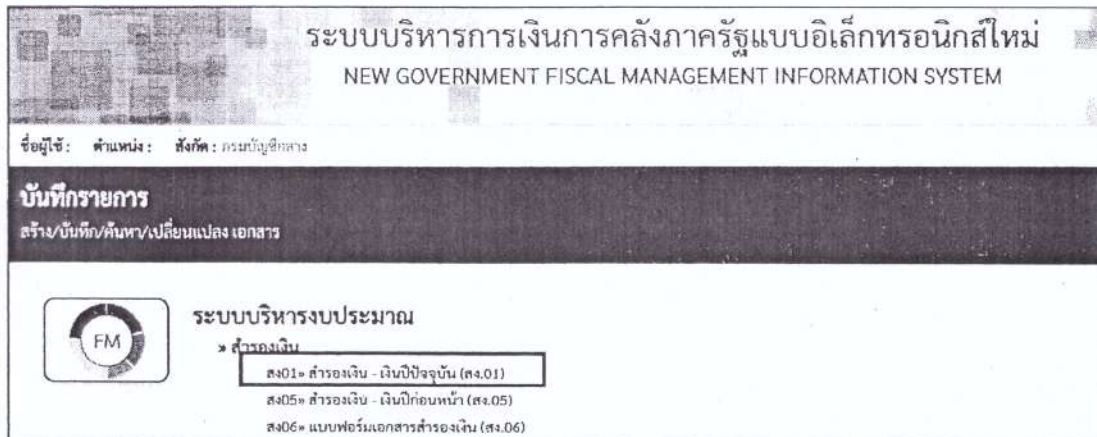 ระบบบริหารการเงินการคลังภาครัฐแบบอิเล็กทรอนิกส์ใหม่
NEW GOVERNMENT FISCAL MANAGEMENT INFORMATION SYSTEM
ชื่อผู้ใช้ : ตำแหน่ง : สังกัด : กรมบัญชีกลาง
บันทึกรายการ
สร้าง/บันทึก/ค้นหา/เปลี่ยนแปลง เอกสาร
FM
ระบบบริหารงบประมาณ
» สำรองเงิน
สง01» สำรองเงิน - เงินปีปัจจุบัน (สง.01)
สง05» สำรองเงิน - เงินปีก่อนหน้า (สง.05)
สง06» แบบฟอร์มเอกสารสำรองเงิน (สง.06)